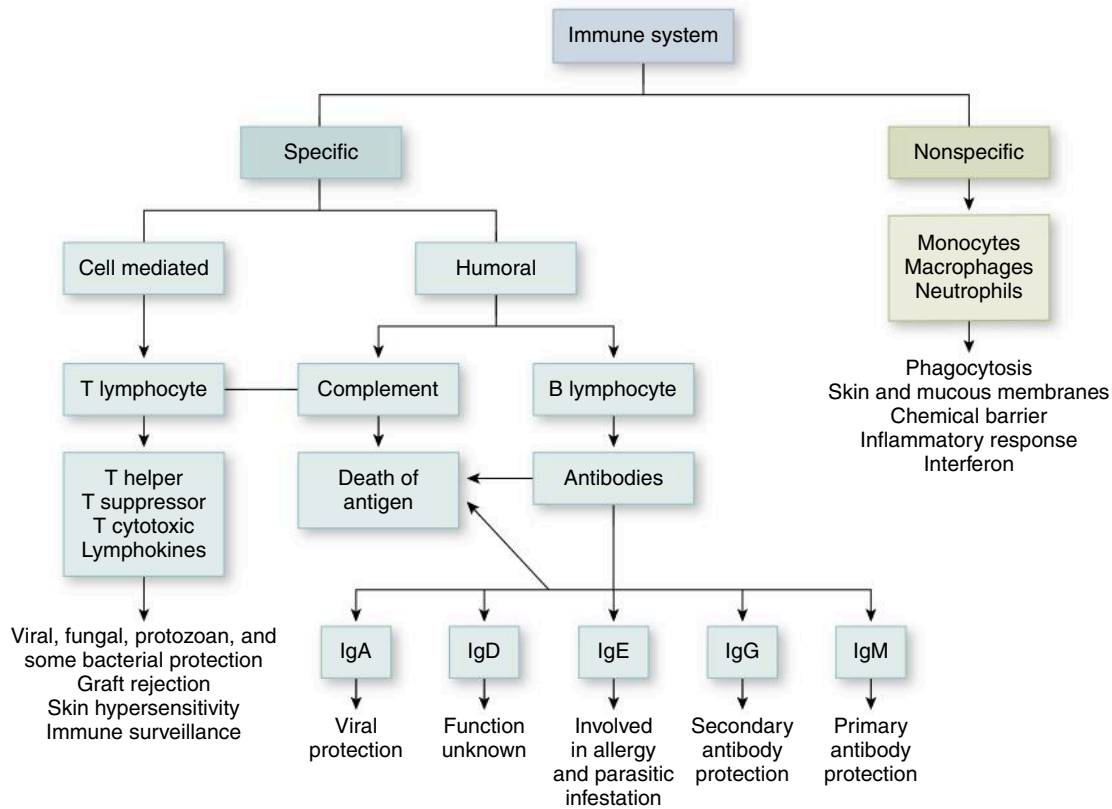 Immune system
Specific
Nonspecific
Cell mediated
Humoral
Monocytes
Macrophages
Neutrophils
T lymphocyte
Complement
B lymphocyte
Phagocytosis
Skin and mucous membranes
Chemical barrier
Inflammatory response
Interferon
T helper
T suppressor
T cytotoxic
Lymphokines
Death of
antigen
Antibodies
Viral, fungal, protozoan, and
some bacterial protection
Graft rejection
Skin hypersensitivity
Immune surveillance
IgA
IgD
IgE
IgG
IgM
Viral
protection
Function
unknown
Involved
in allergy
and parasitic
infestation
Secondary
antibody
protection
Primary
antibody
protection